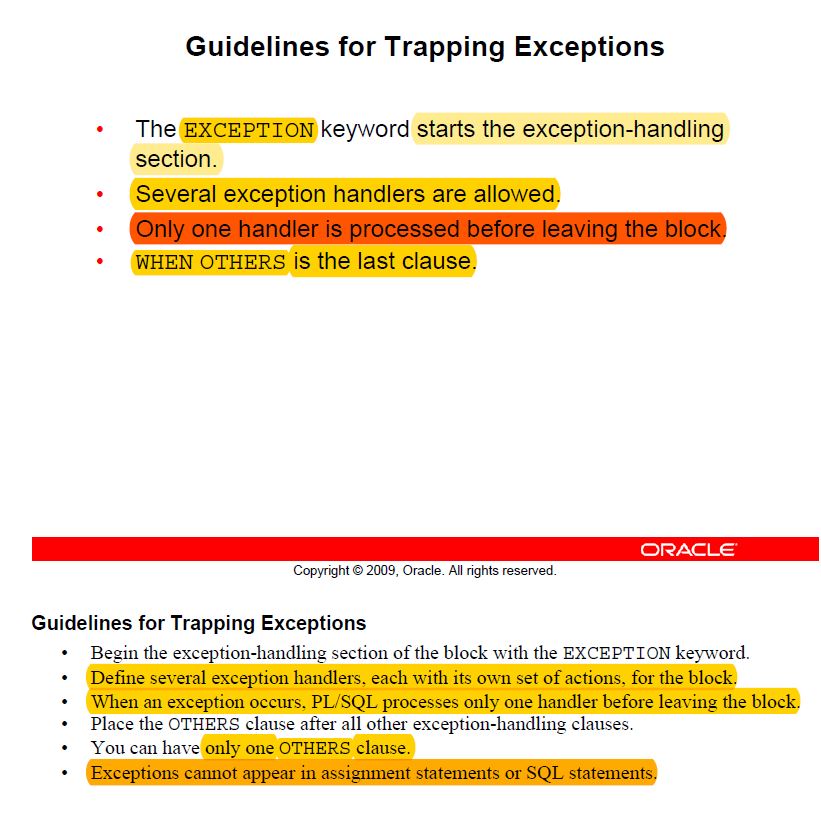 Guidelines for Trapping Exceptions
• The EXCEPTION keyword starts the exception-handling
section.
• Several exception handlers are allowed.
• Only one handler is processed before leaving the block.
• WHEN OTHERS is the last clause.
ORACLE
Copyright © 2009, Oracle. All rights reserved.
Guidelines for Trapping Exceptions
• Begin the exception-handling section of the block with the EXCEPTION keyword.
• Define several exception handlers, each with its own set of actions, for the block.
• When an exception occurs, PL/SQL processes only one handler before leaving the block.
• Place the OTHERS clause after all other exception-handling clauses.
• You can have only one OTHERS clause.
• Exceptions cannot appear in assignment statements or SQL statements.